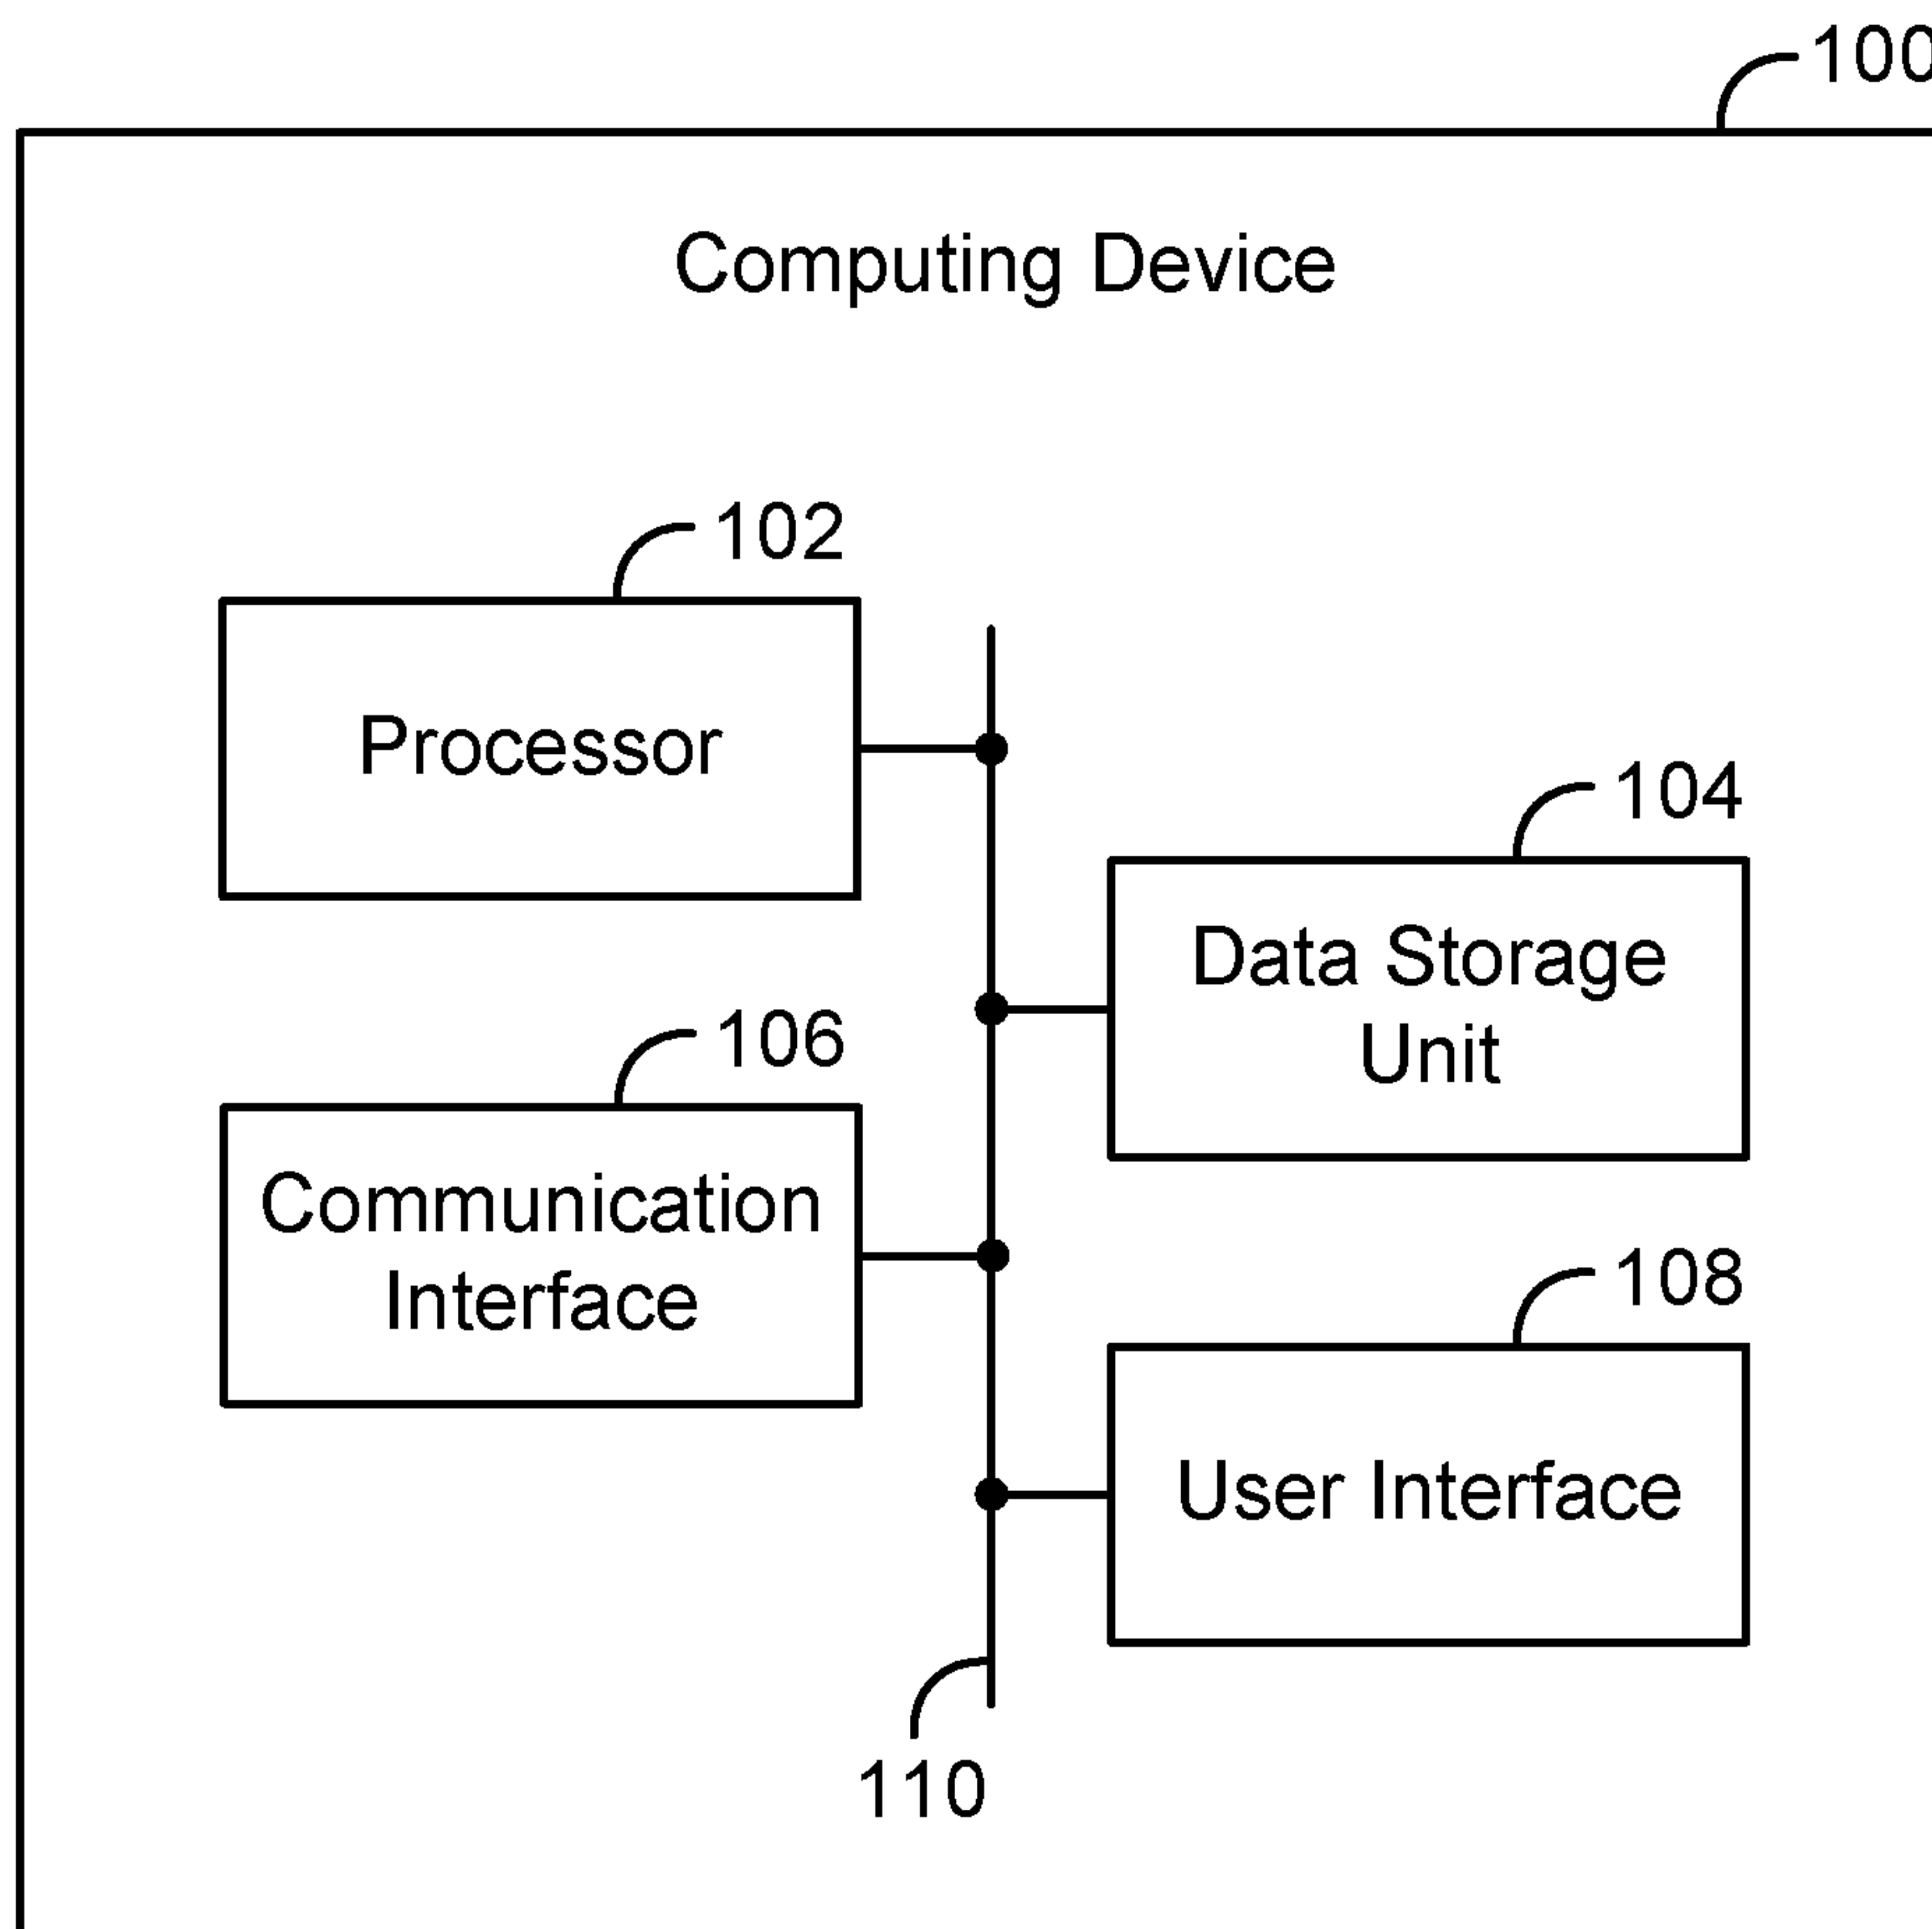 100
Computing Device
102
Processor
104
Data Storage
Unit
106
Communication
Interface
108
User Interface
110